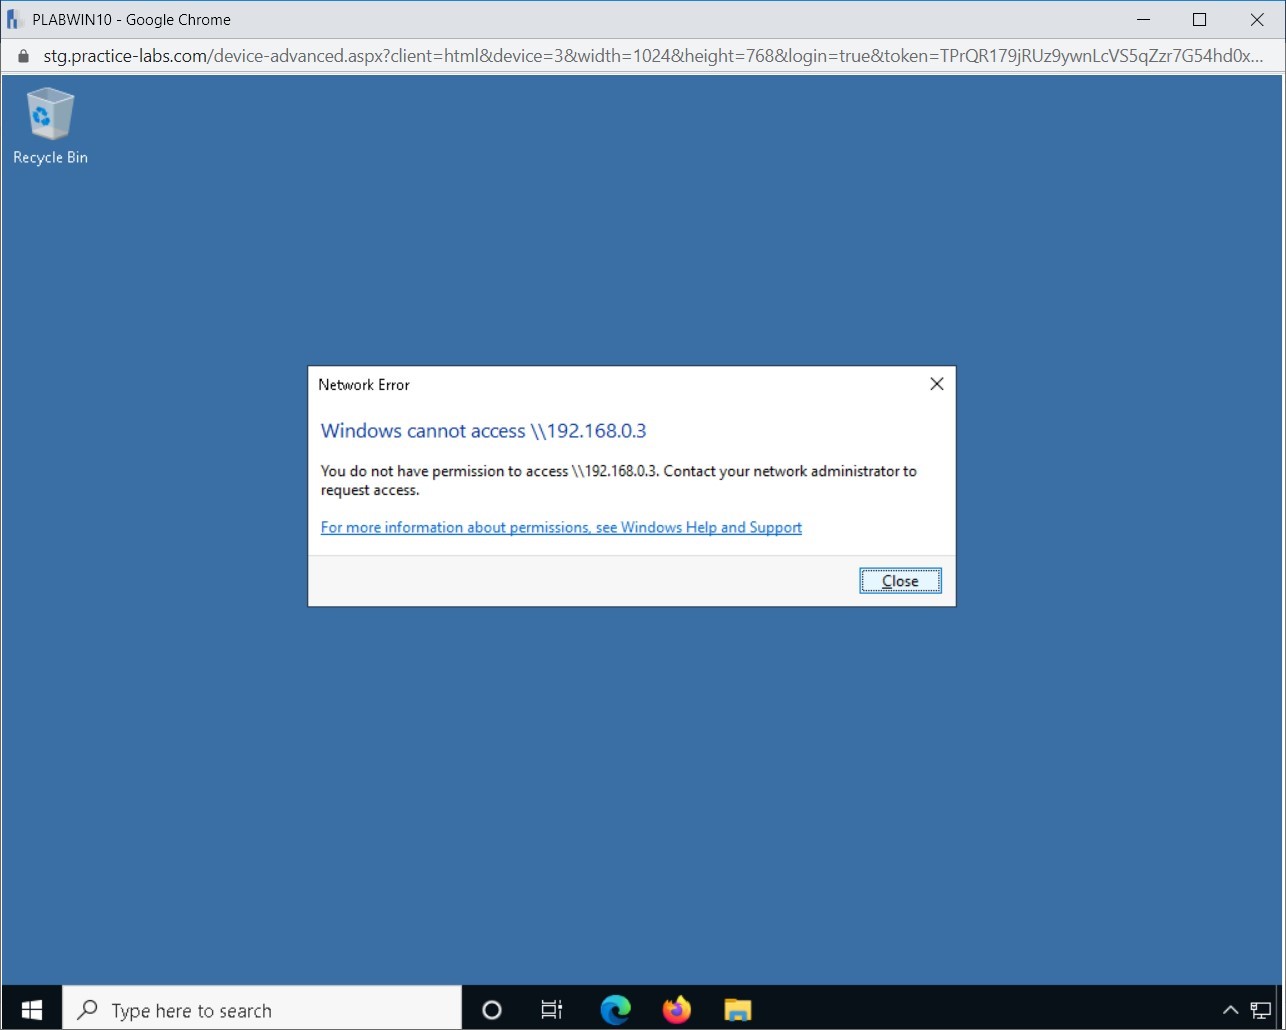 PLABWIN10 - Google Chrome
stg.practice-labs.com/device-advanced.aspx?client=html&device=3&width=1024&height=768&login=true&token=TPrQR179jRUz9ywnLcVS5qZzr7G54hd0x...
Recycle Bin
Network Error
Windows cannot access \\192.168.0.3
You do not have permission to access \\192.168.0.3. Contact your network administrator to
request access.
For more information about permissions, see Windows Help and Support
Close
Type here to search